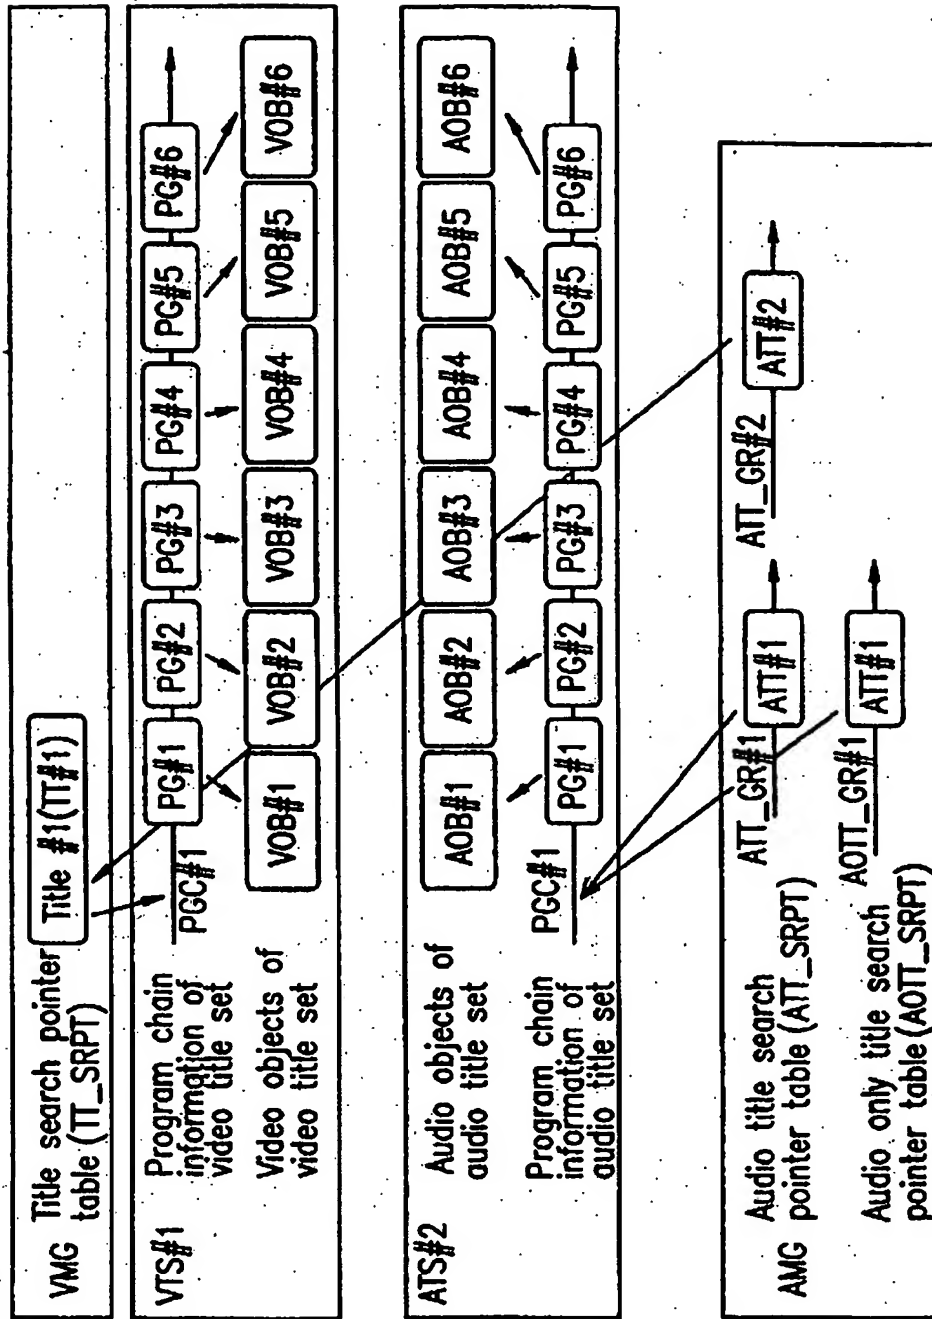 VMG
Title search pointer
table (TT_SRPT)
Title #1(TT#1)
VTS#1
Program chain
information of
video title set
PGC#1
PG#1
PG#2
PG#3
PG#4
PG#5
PG#6
Video objects of
video title set
VOB#1
VOB#2
VOB#3
VOB#4
VOB#5
VOB#6
ATS#2
Audio objects of
audio title set
AOB#1
AOB#2
AOB#3
AOB#4
AOB#5
AOB#6
Program chain
information of
audio title set
PGC#1
PG#1
PG#2
PG#3
PG#4
PG#5
PG#6
AMG
Audio title search
pointer table (ATT_SRPT)
ATT_GR#1
ATT#1
ATT_GR#2
ATT#2
Audio only title search
pointer table (AOTT_SRPT)
AOTT_GR#1
ATT#1